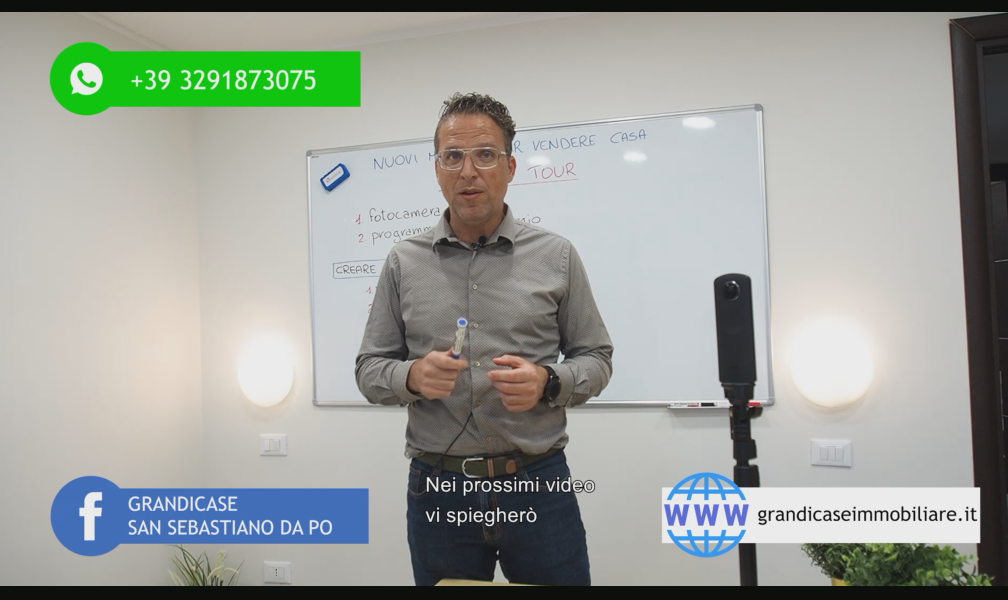 +39 3291873075
NUOVI VENDERE CASA
TOUR
1 fotocamera
2
CREARE
1
GRANDICASE
SAN SEBASTIANO DA PO
Nei prossimi video
vi spiegherò
WWW grandicaseimmobiliare.it